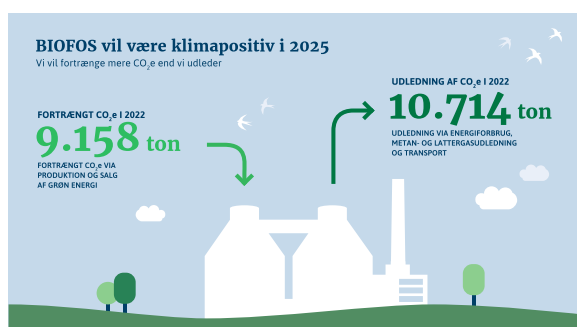 BIOFOS vil være klimapositiv i 2025
Vi vil fortrænge mere CO₂e end vi udleder
FORTRÆNGT CO₂e I 2022
9.158 ton
FORTRÆNGT CO₂e VIA
PRODUKTION OG SALG
AF GRØN ENERGI
UDLEDNING AF CO₂e I 2022
10.714 ton
UDLEDNING VIA ENERGIFORBRUG,
METAN- OG LATTERGASUDLEDNING
OG TRANSPORT